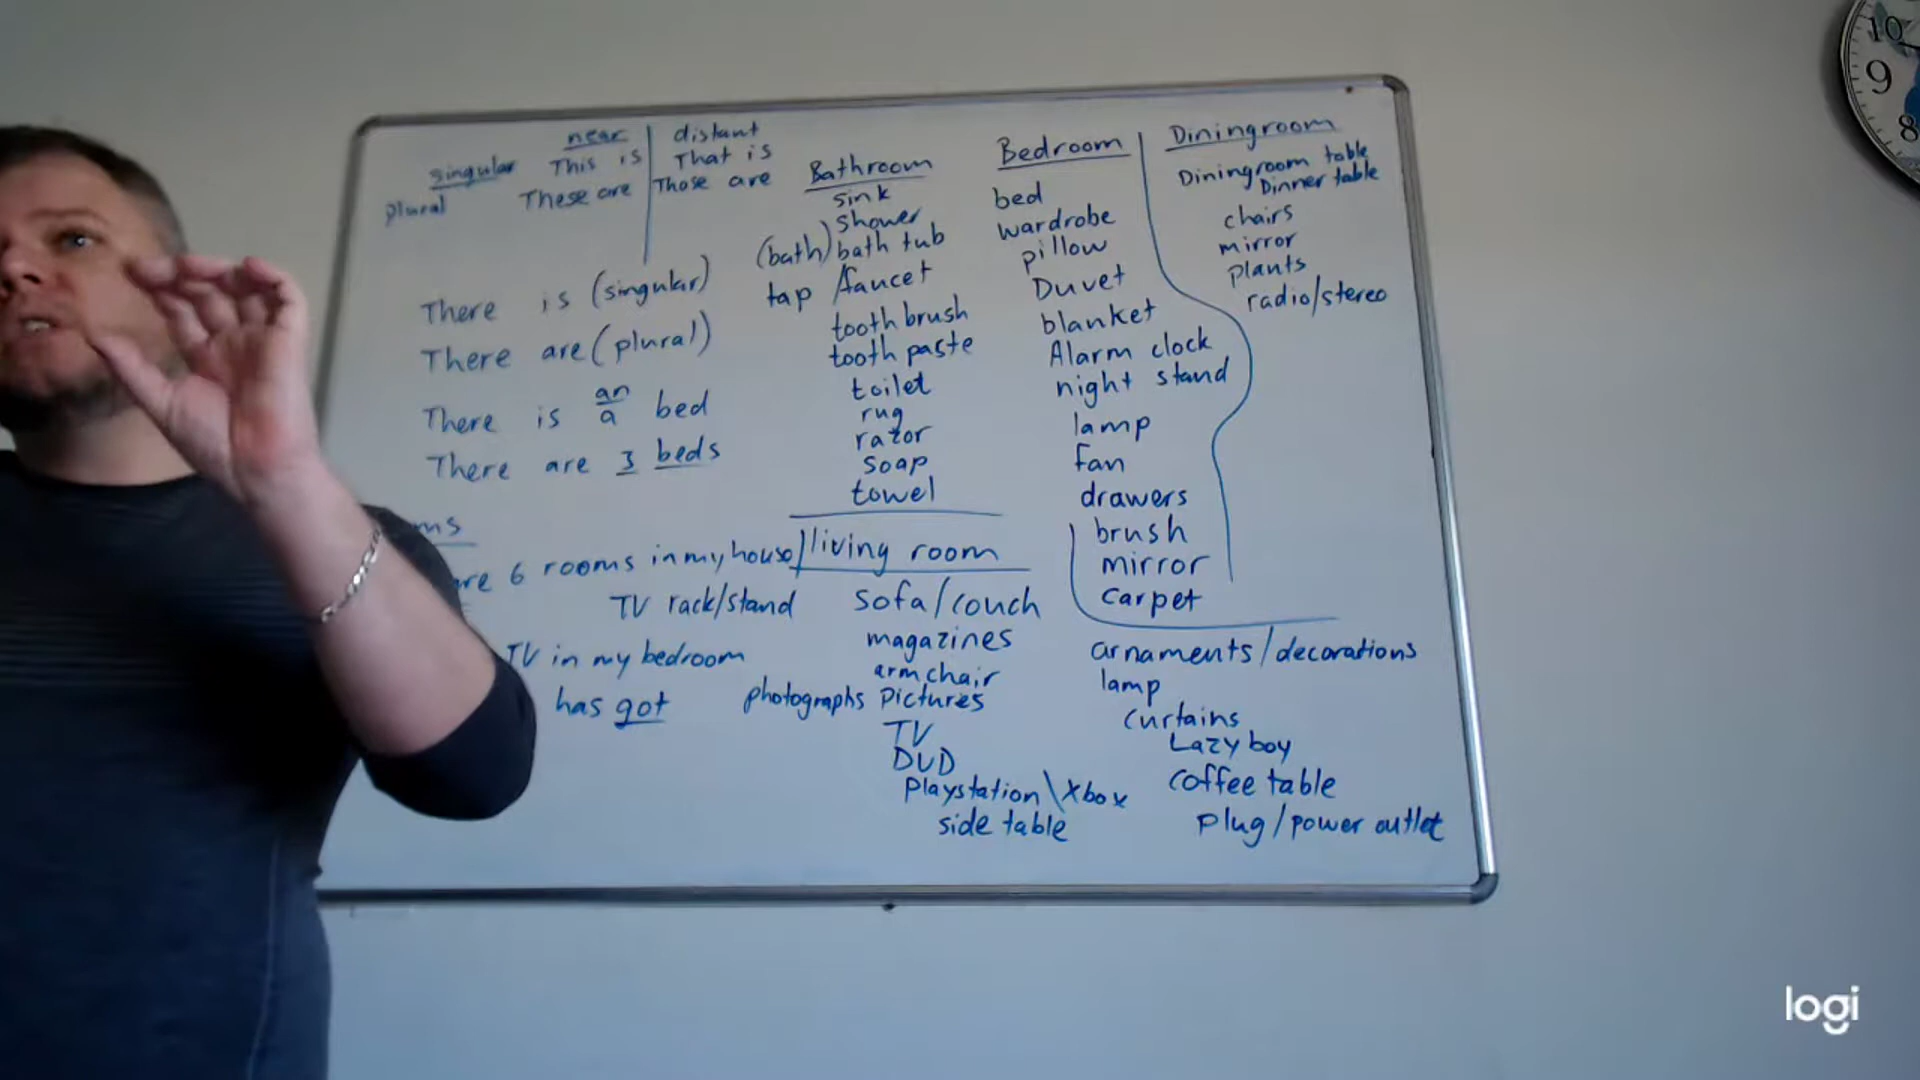 near | distant
singular This is | That is
plural These are | Those are
There is (singular)
There are (plural)
There is an/a bed
There are 3 beds
are 6 rooms in my house
TV in my bedroom
has got
Bathroom
sink
shower
(bath) bath tub
tap /faucet
tooth brush
tooth paste
toilet
rug
razor
soap
towel
living room
TV rack/stand
sofa/couch
magazines
armchair
photographs pictures
TV
DVD
Playstation\Xbox
side table
arnaments/decorations
lamp
curtains
Lazy boy
coffee table
plug/power outlet
Bedroom
bed
wardrobe
pillow
Duvet
blanket
Alarm clock
night stand
lamp
fan
drawers
brush
mirror
carpet
Diningroom
Diningroom table
Dinner table
chairs
mirror
plants
radio/stereo
10
9
8
logi